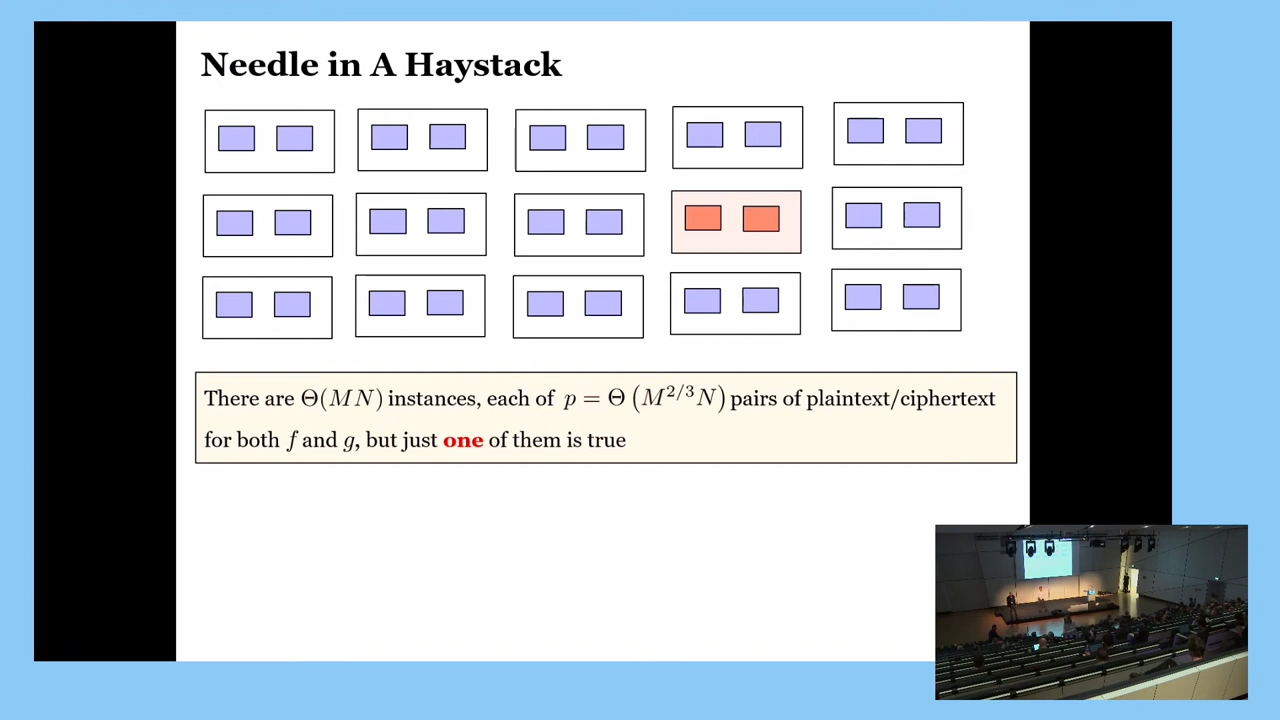 Needle in A Haystack
There are Θ(MN) instances, each of p = Θ (M^{2/3}N) pairs of plaintext/ciphertext
for both f and g, but just one of them is true